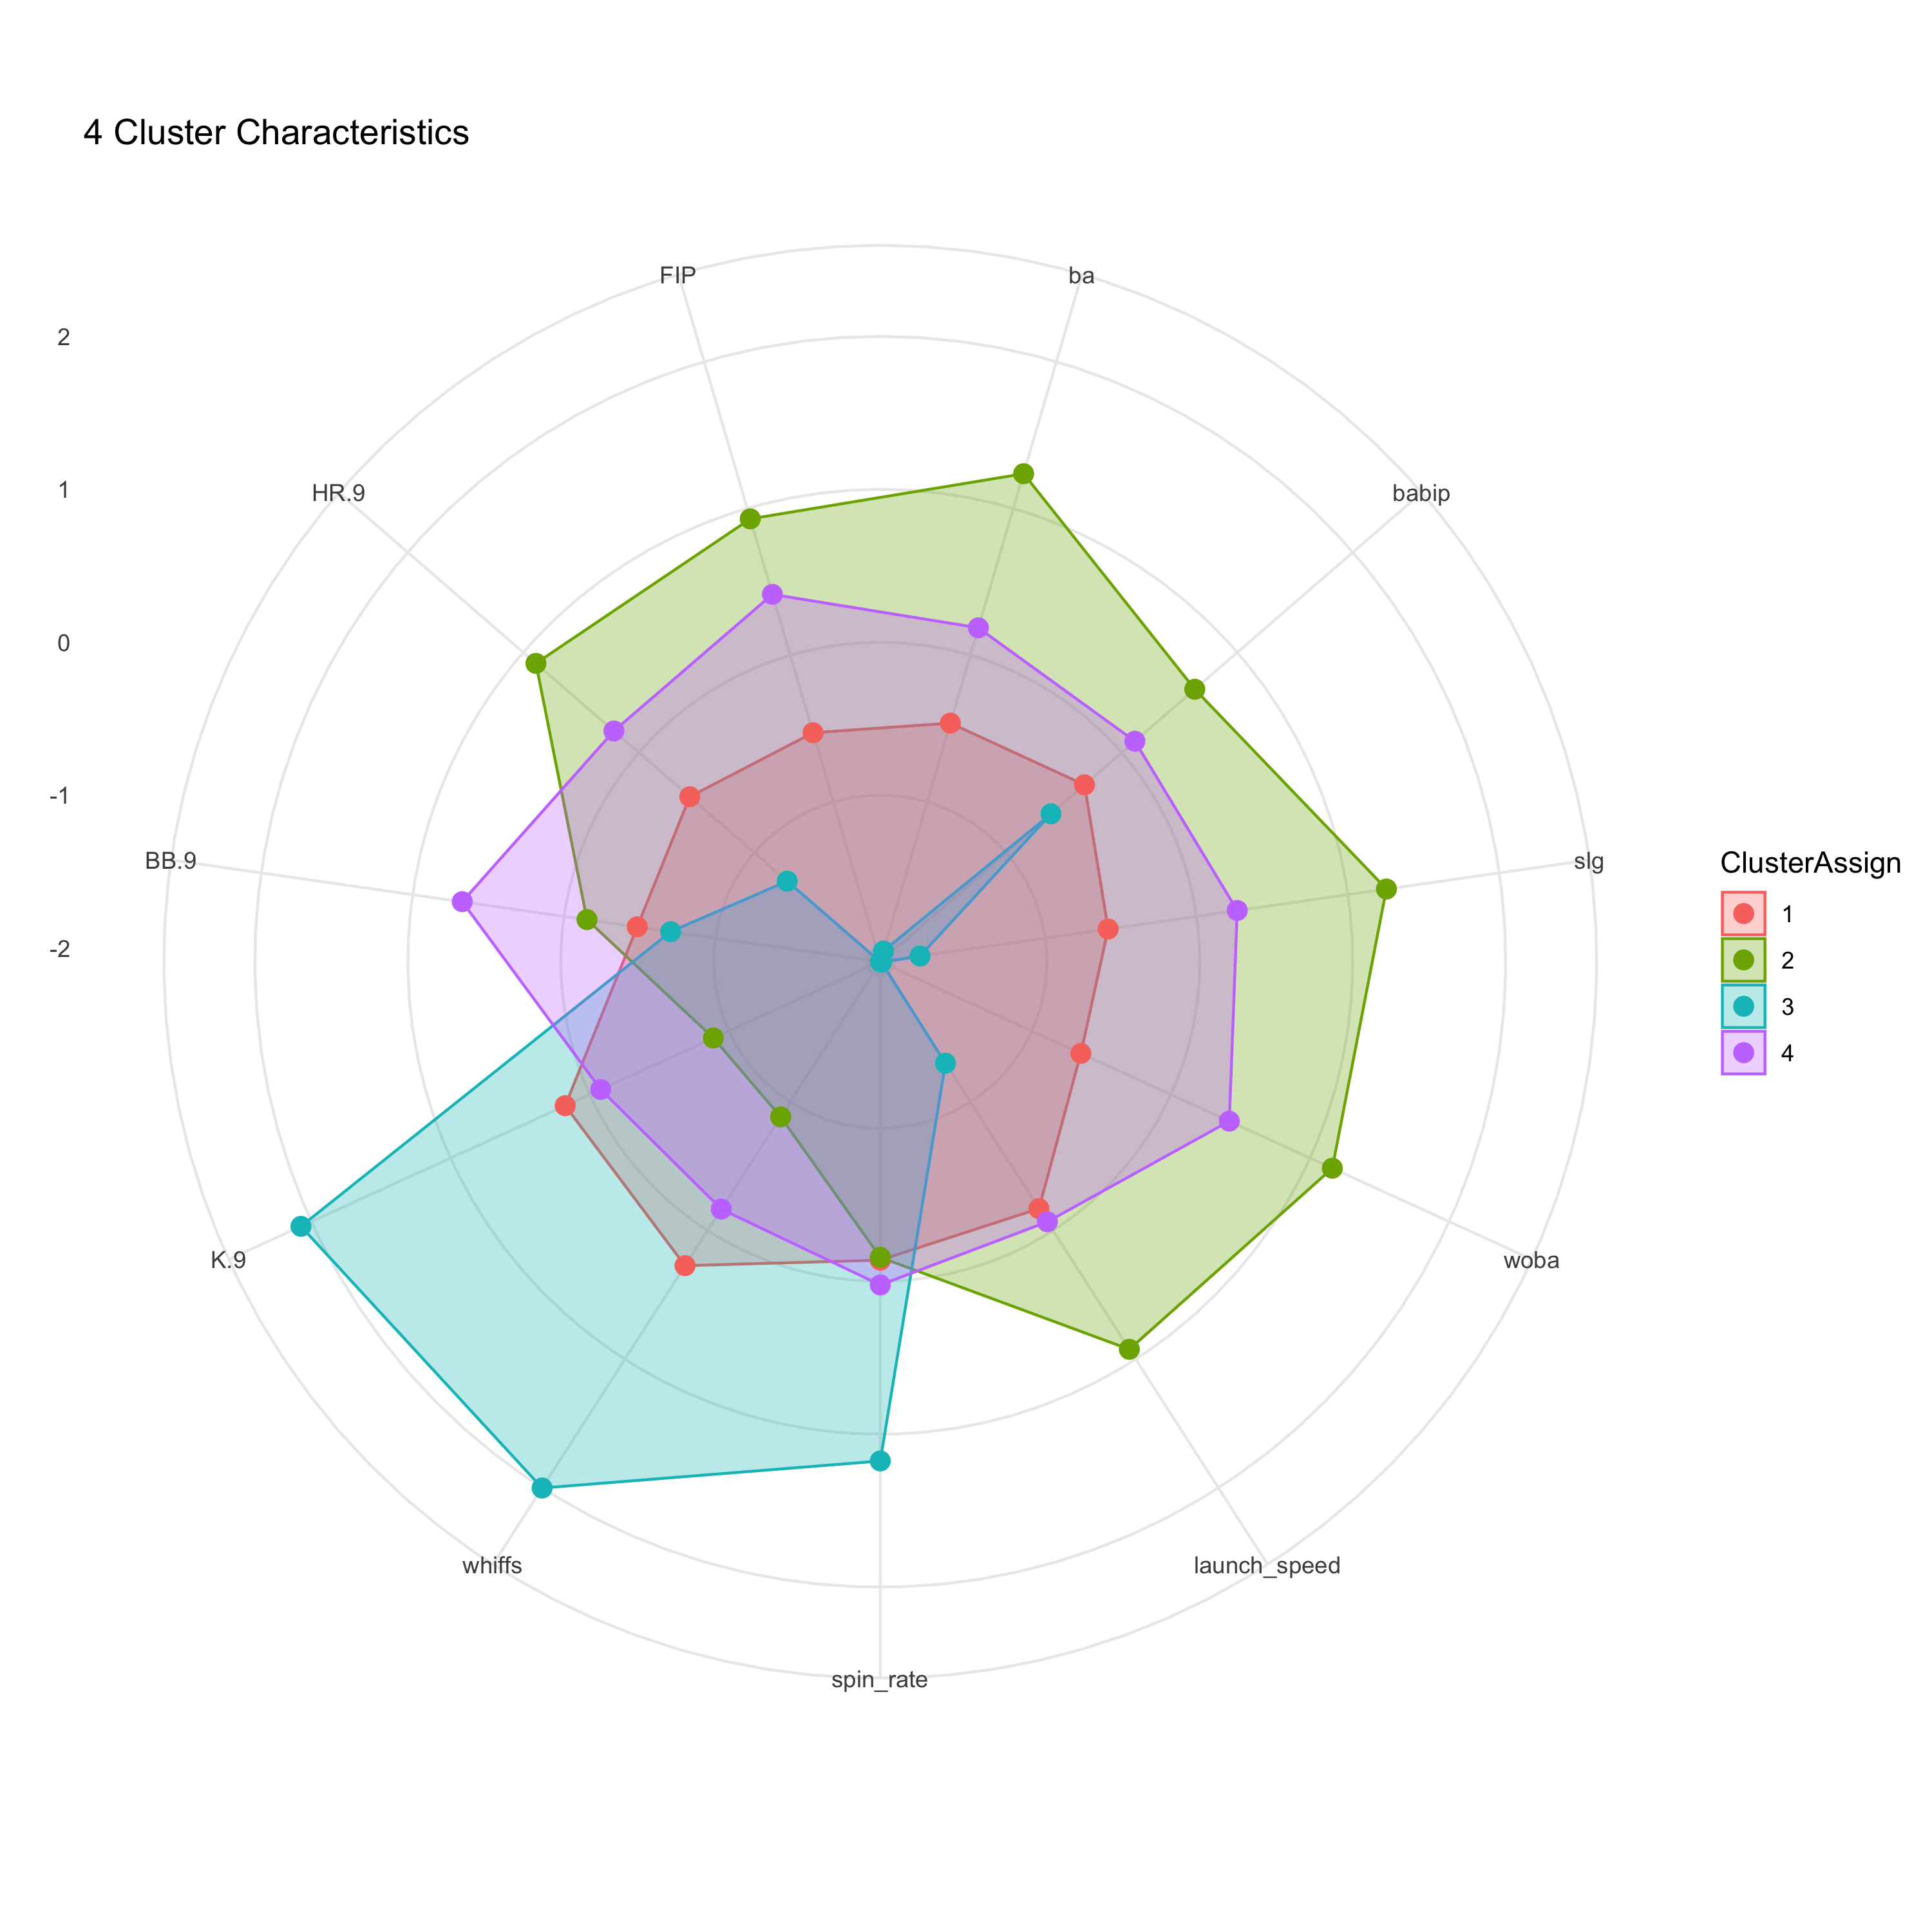 4 Cluster Characteristics
FIP
ba
2
1
HR.9
babip
0
-1
BB.9
slg
-2
K.9
woba
whiffs
launch_speed
spin_rate
ClusterAssign
1
2
3
4